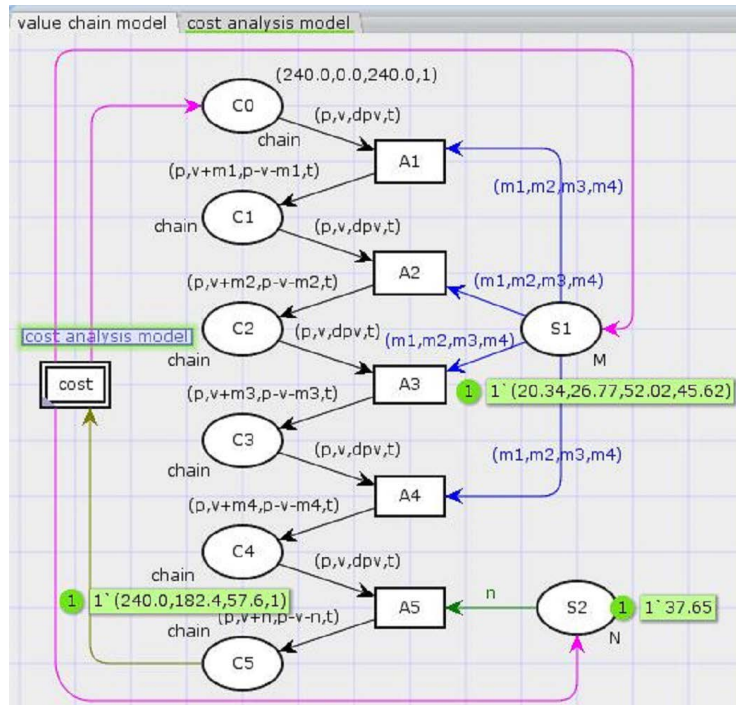 value chain model
cost analysis model
(240.0,0.0,240.0,1)
C0
(p,v,dpv,t)
chain
A1
(p,v+m1,p-v-m1,t)
(m1,m2,m3,m4)
C1
(p,v,dpv,t)
chain
A2
(p,v+m2,p-v-m2,t)
(m1,m2,m3,m4)
C2
(p,v,dpv,t)
S1
cost analysis model
(m1,m2,m3,m4)
chain
M
cost
A3
(p,v+m3,p-v-m3,t)
1
1`(20.34,26.77,52.02,45.62)
C3
(p,v,dpv,t)
(m1,m2,m3,m4)
chain
A4
(p,v+m4,p-v-m4,t)
C4
(p,v,dpv,t)
chain
n
1
1`(240.0,182.4,57.6,1)
A5
S2
1
1`37.65
(p,v+n,p-v-n,t)
chain
N
C5